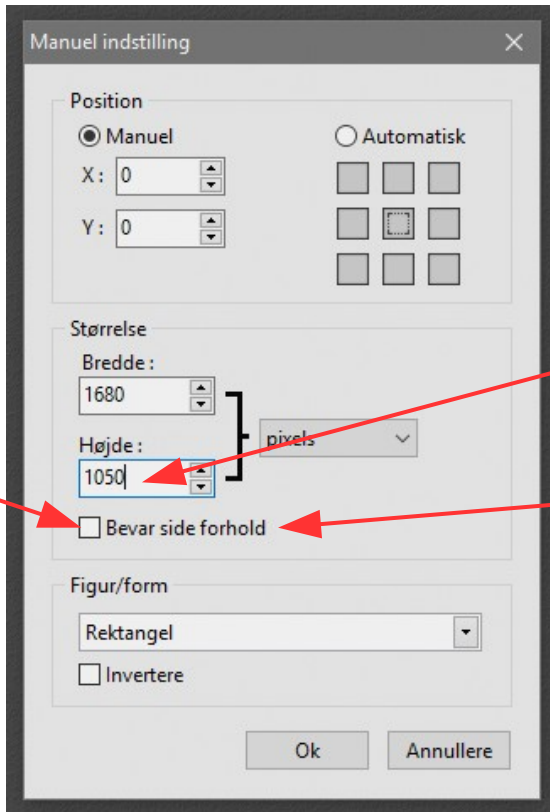 Manuel indstilling
Position
Manuel
Automatisk
X: 0
Y: 0
Størrelse
Bredde:
1680
pixels
Højde:
1050
Bevar side forhold
Figur/form
Rektangel
Invertere
Ok
Annullere